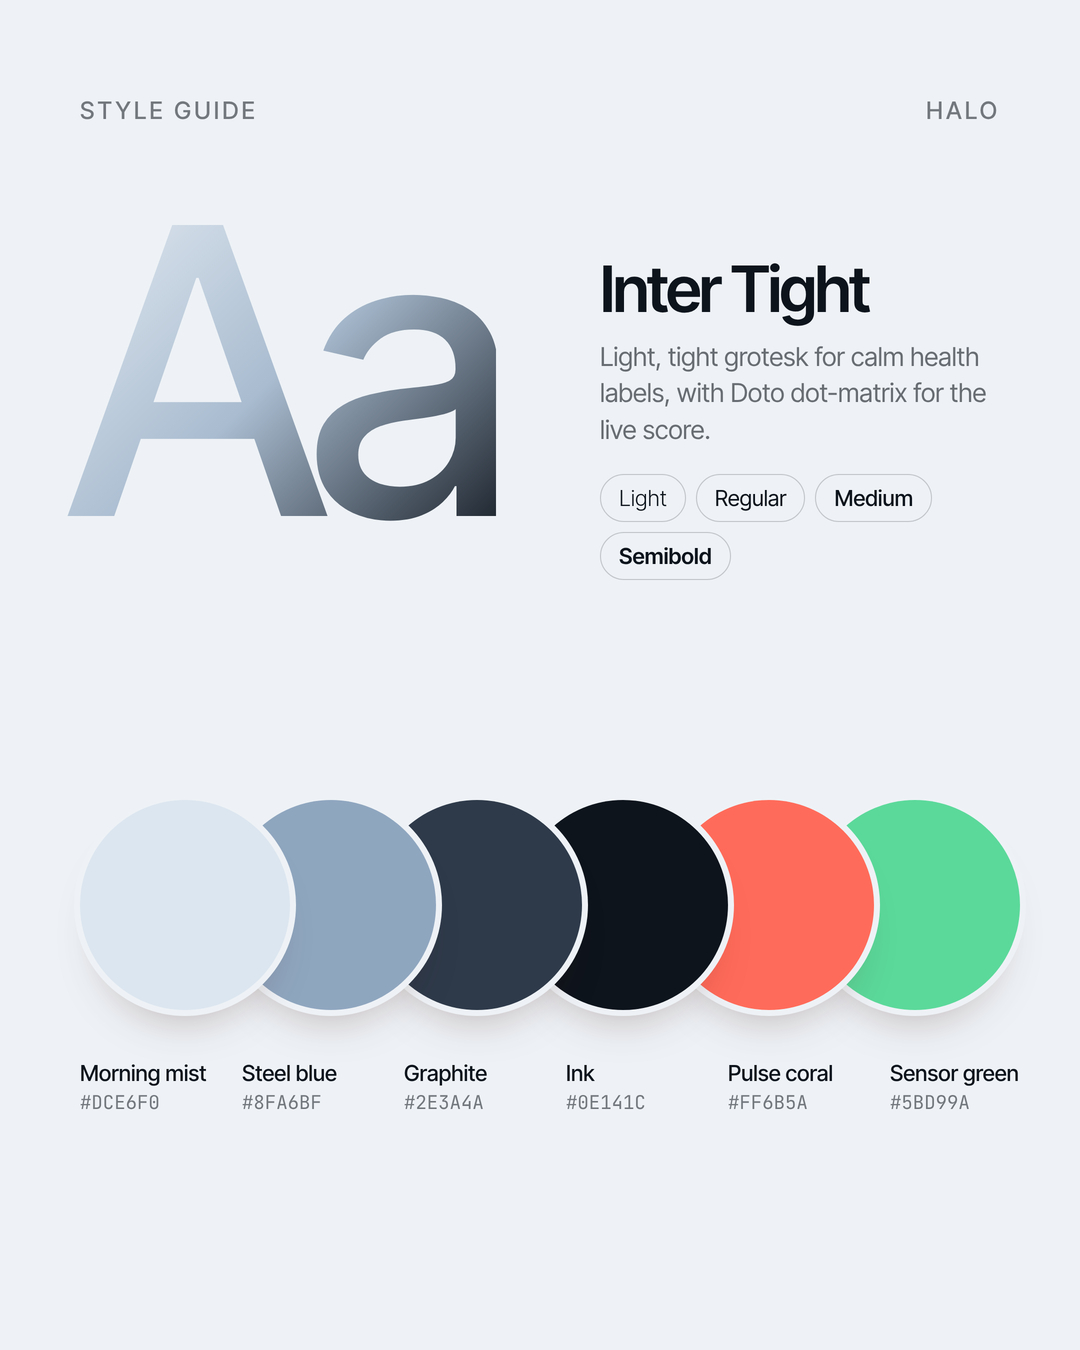 STYLE GUIDE
HALO
Aa
Inter Tight
Light, tight grotesk for calm health
labels, with Doto dot-matrix for the
live score.
Light
Regular
Medium
Semibold
Morning mist
#DCE6F0
Steel blue
#8FA6BF
Graphite
#2E3A4A
Ink
#0E141C
Pulse coral
#FF6B5A
Sensor green
#5BD99A